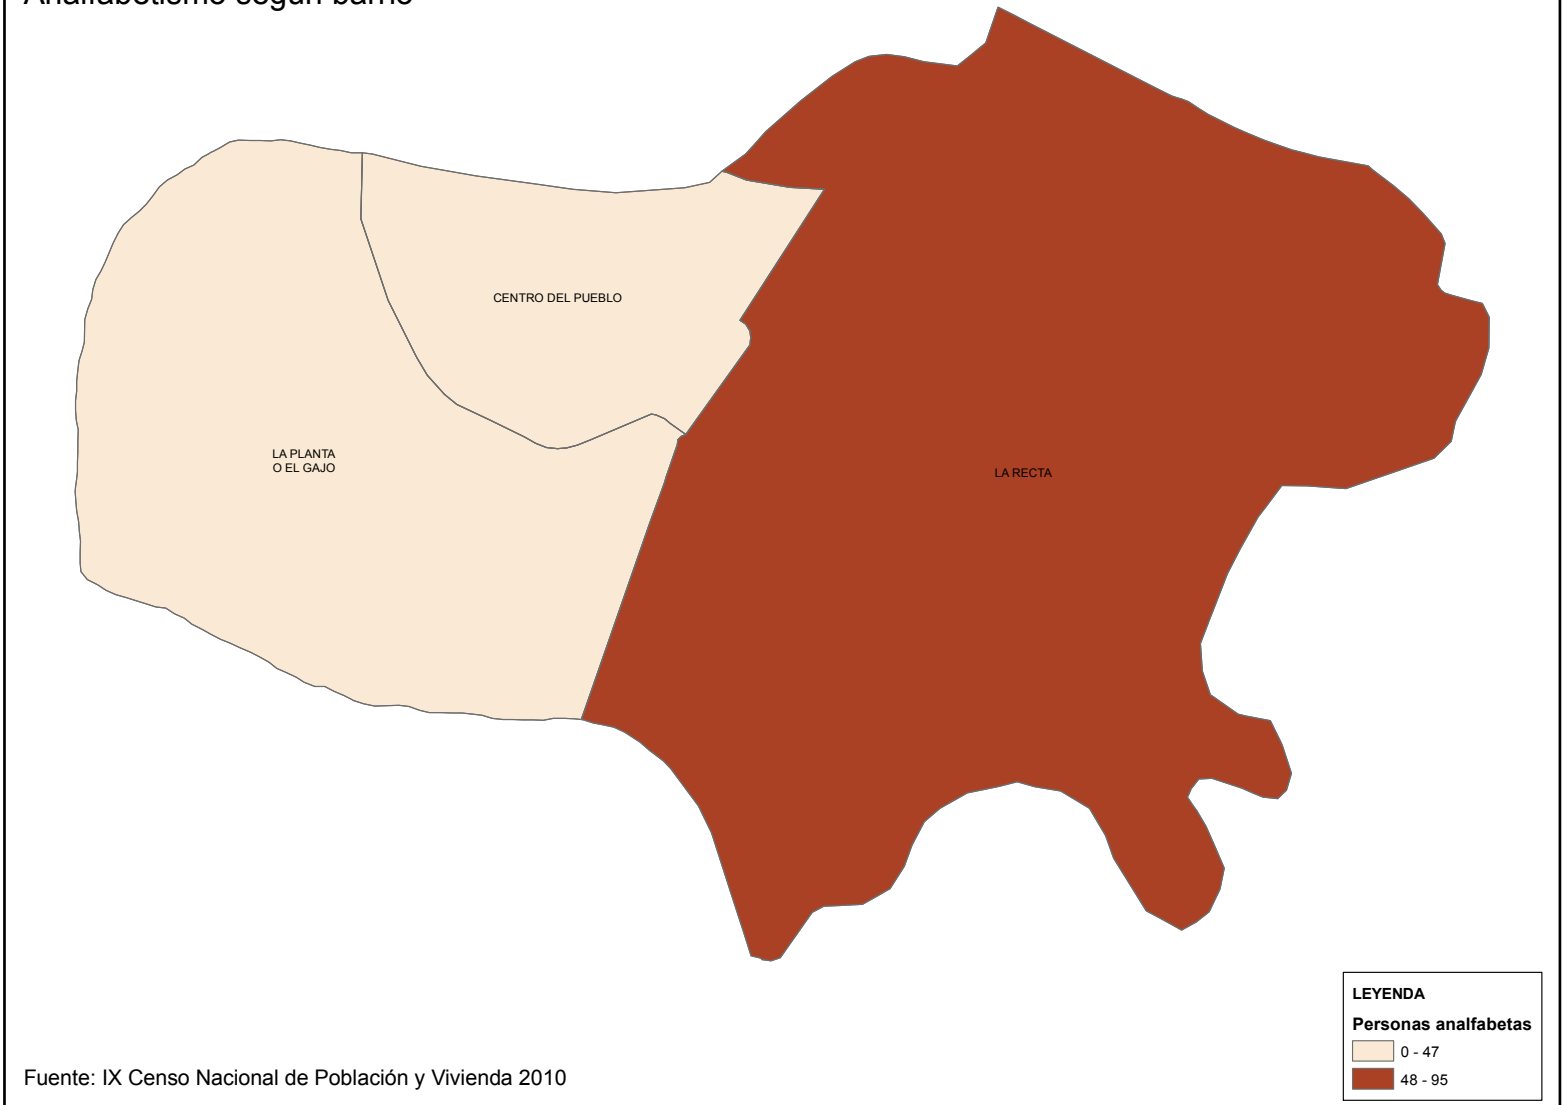 Analfabetismo según barrio
CENTRO DEL PUEBLO
LA PLANTA
O EL GAJO
LA RECTA
LEYENDA
Personas analfabetas
0 - 47
48 - 95
Fuente: IX Censo Nacional de Población y Vivienda 2010